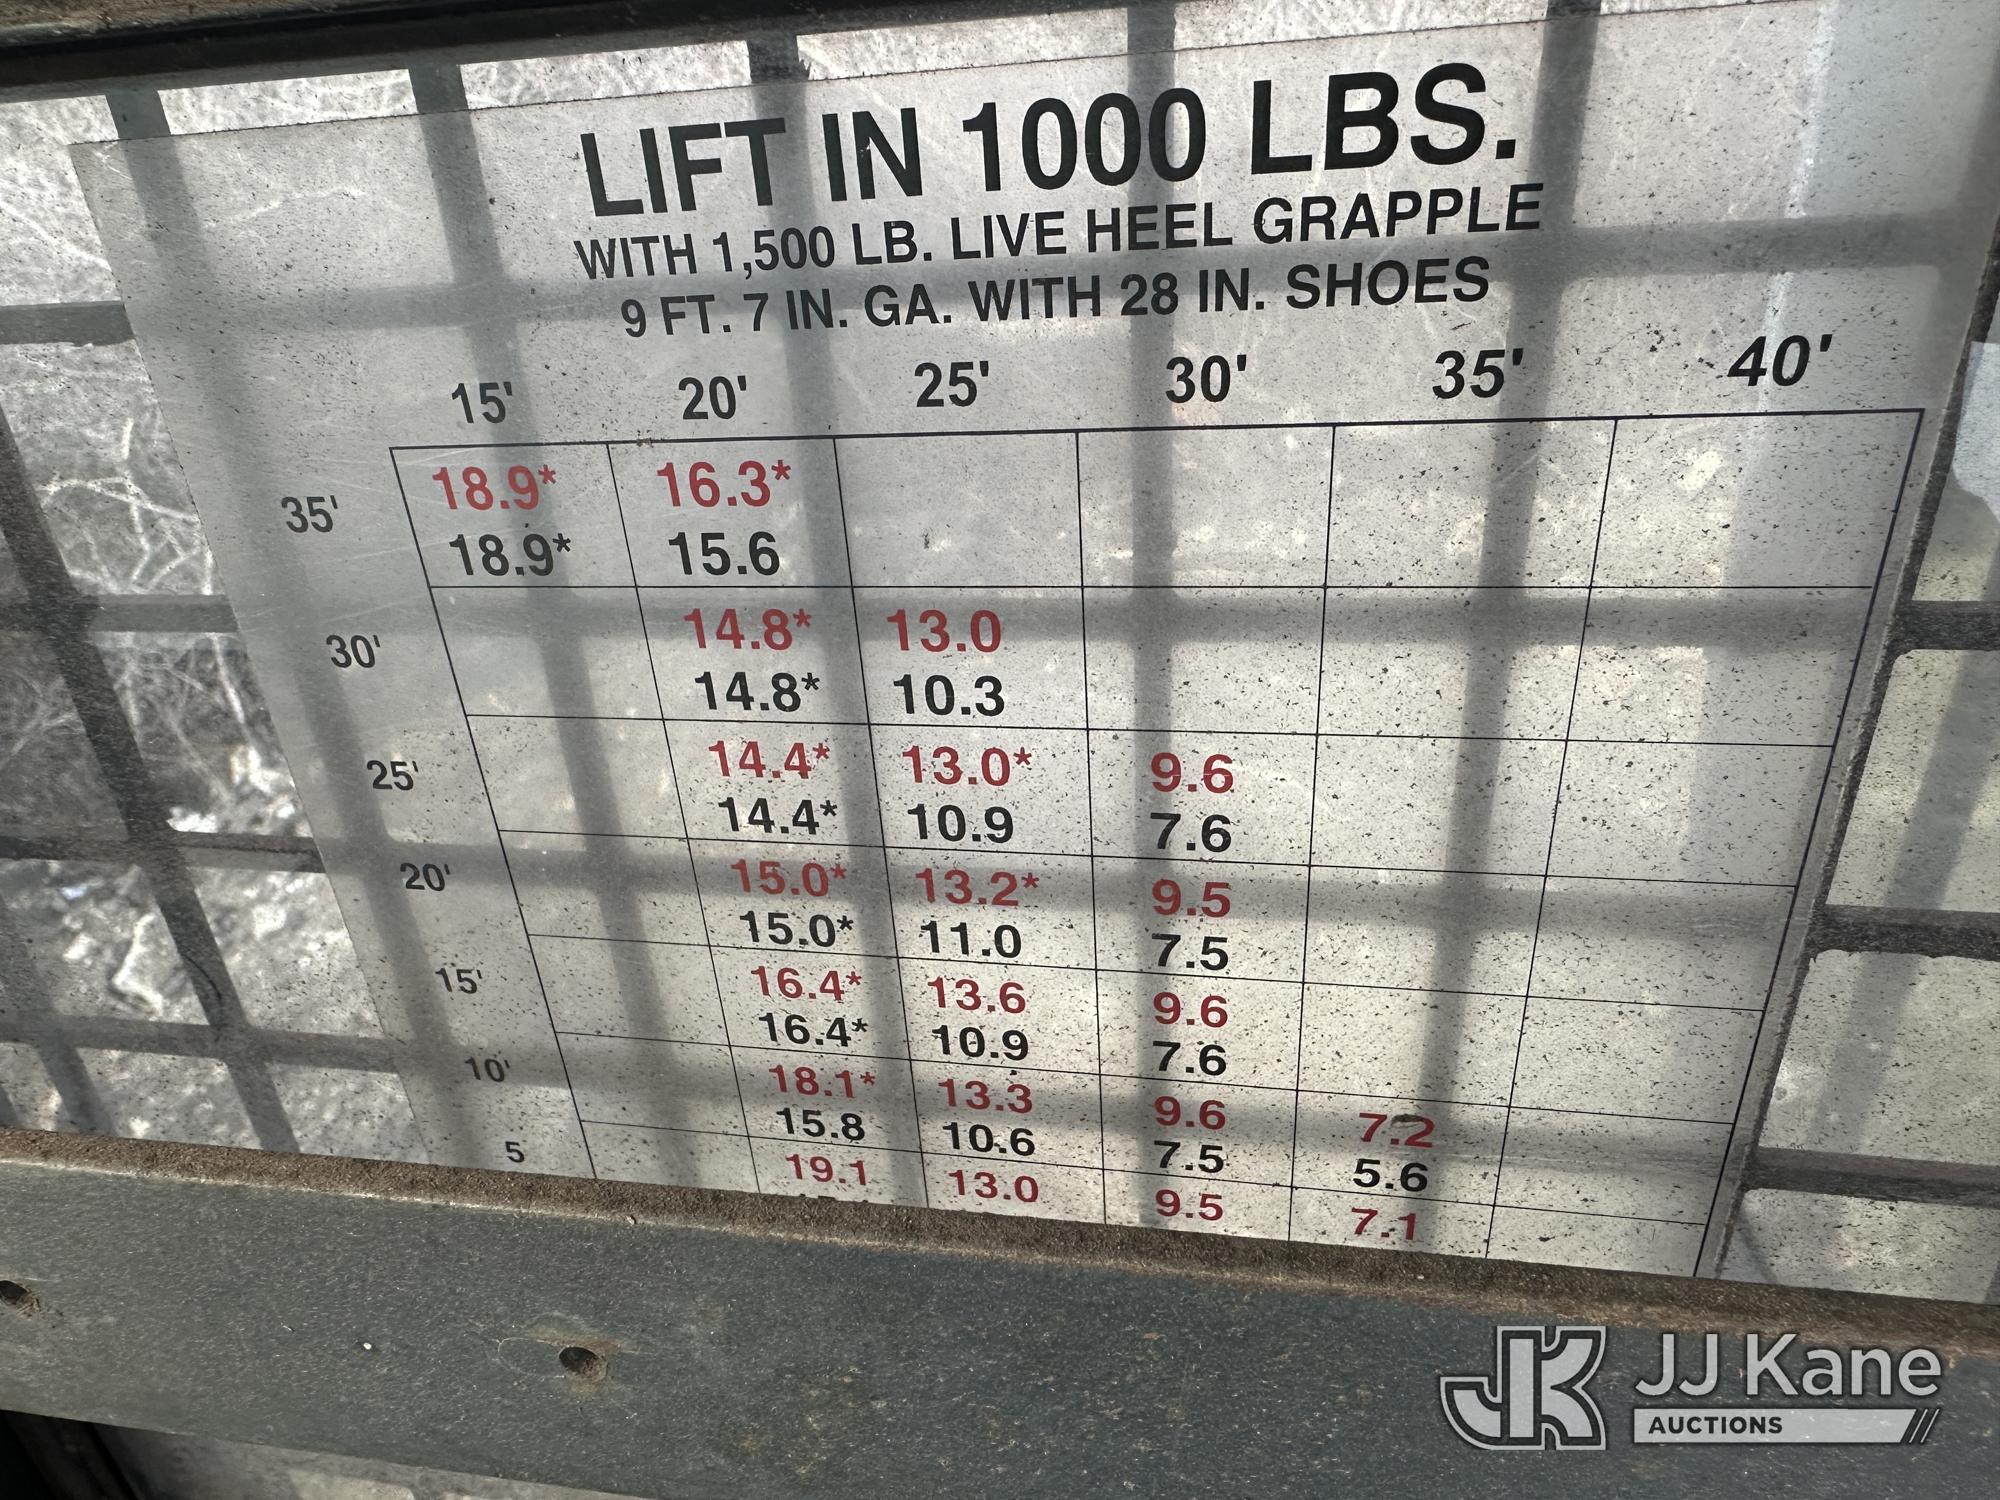 LIFT IN 1000 LBS.
WITH 1,500 LB. LIVE HEEL GRAPPLE
9 FT. 7 IN. GA. WITH 28 IN. SHOES
15' 20' 25' 30' 35' 40'
35' 18.9* 16.3*
18.9* 15.6
30' 14.8* 13.0
14.8* 10.3
25' 14.4* 13.0* 9.6
14.4* 10.9 7.6
20' 15.0* 13.2* 9.5
15.0* 11.0 7.5
15' 16.4* 13.6 9.6
16.4* 10.9 7.6
10' 18.1* 13.3 9.6 7.2
15.8 10.6 7.5 5.6
5 19.1 13.0 9.5 7.1
JJ Kane
AUCTIONS